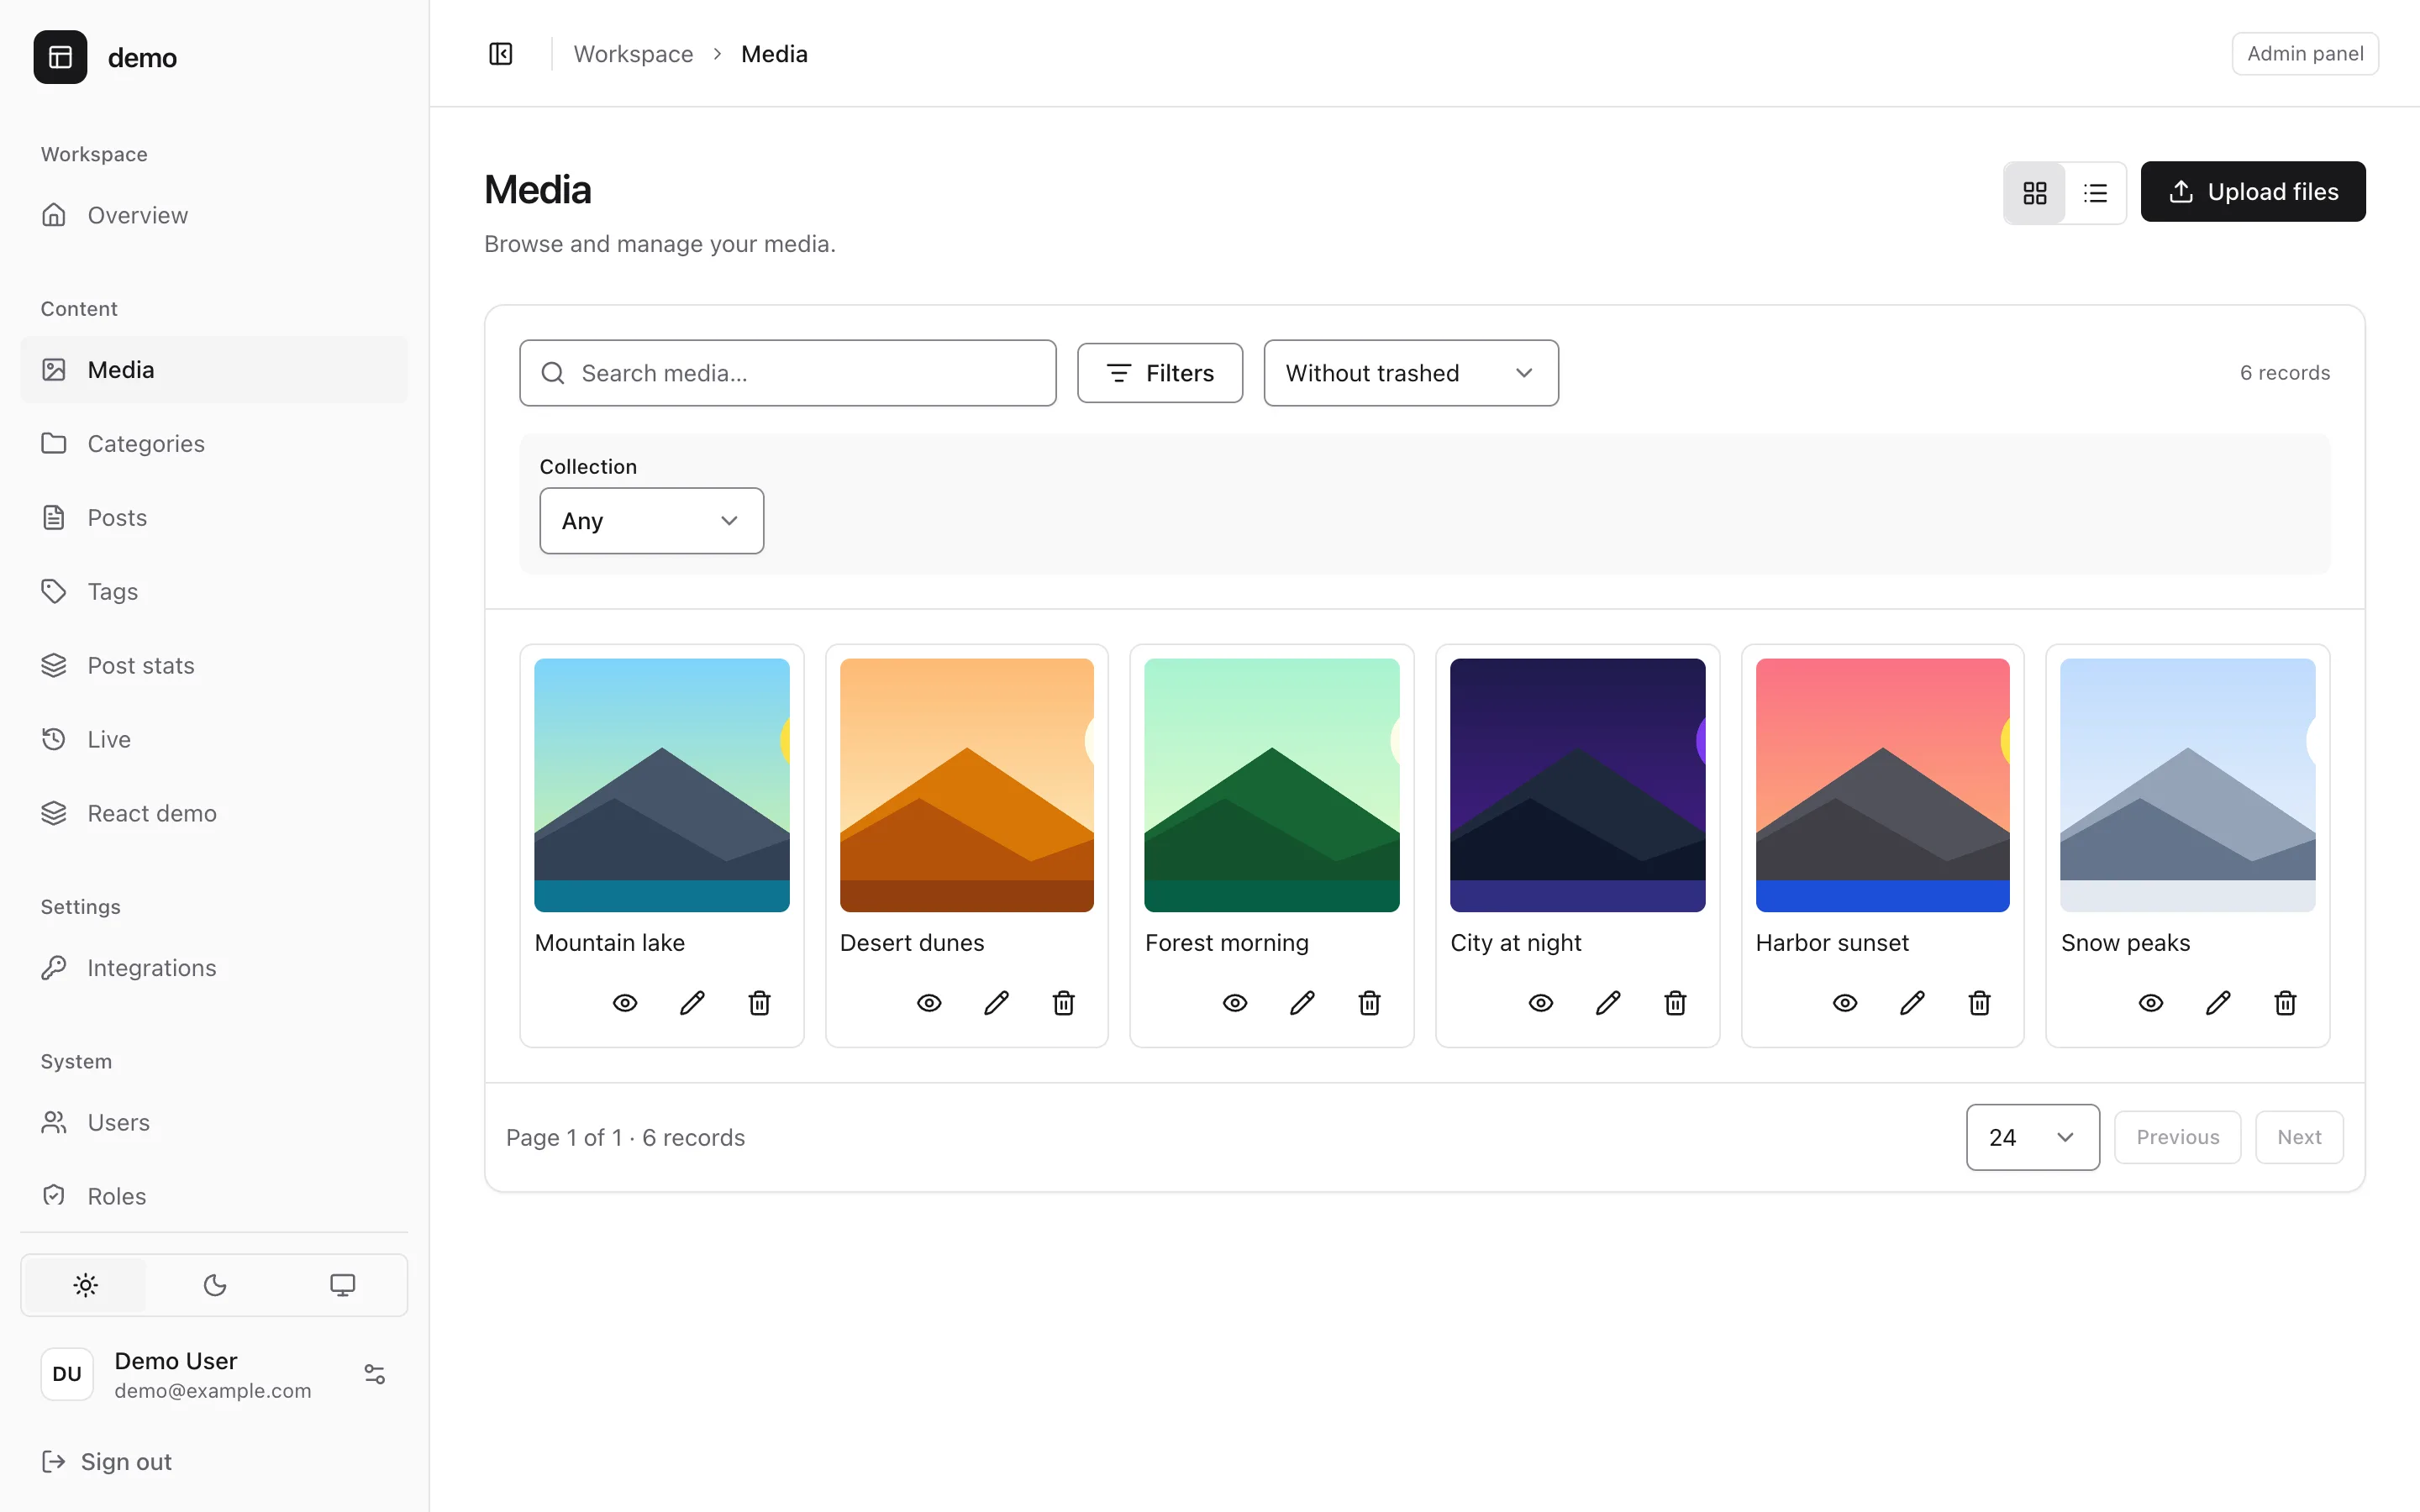 demo
Workspace
Overview
Content
Media
Categories
Posts
Tags
Post stats
Live
React demo
Settings
Integrations
System
Users
Roles
DU
Demo User
demo@example.com
Sign out
Workspace
Media
Admin panel
Media
Browse and manage your media.
Upload files
Search media...
Filters
Without trashed
6 records
Collection
Any
Mountain lake
Desert dunes
Forest morning
City at night
Harbor sunset
Snow peaks
Page 1 of 1 · 6 records
24
Previous
Next